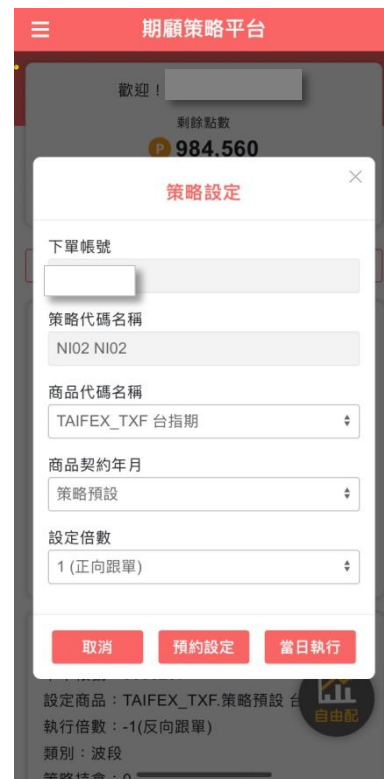 期顧策略平台
歡迎！
剩餘點數
P 984,560
策略設定
下單帳號
策略代碼名稱
NI02 NI02
商品代碼名稱
TAIFEX_TXF 台指期
商品契約年月
策略預設
設定倍數
1 (正向跟單)
取消
預約設定
當日執行
設定商品：TAIFEX_TXF.策略預設 台
自由配
執行倍數：-1(反向跟單)
類別：波段